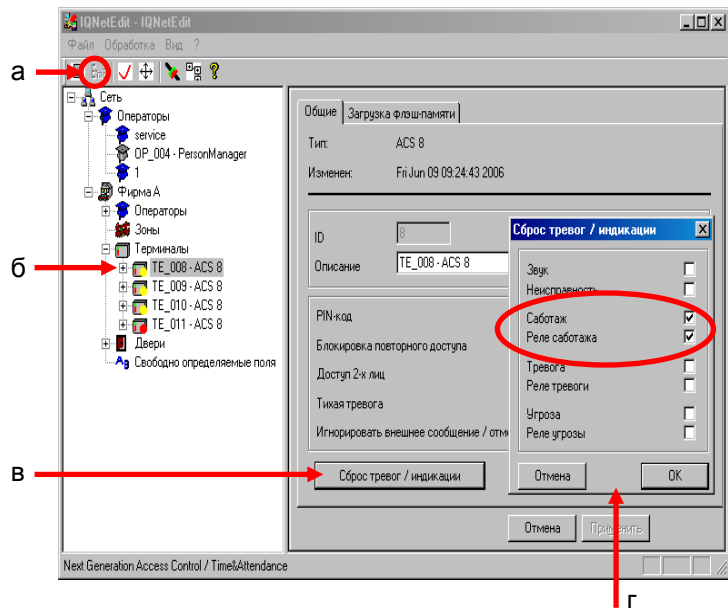 IQNetEdit - IQNetEdit
Файл Обработка Вид ?
а
Сеть
Операторы
service
OP_004 - PersonManager
1
Фирма А
Операторы
Зоны
Терминалы
б
TE_008 - ACS 8
TE_009 - ACS 8
TE_010 - ACS 8
TE_011 - ACS 8
Двери
Свободно определяемые поля
Общие Загрузка флэш-памяти
Тип: ACS 8
Изменен: Fri Jun 09 09:24:43 2006
ID 8
Описание TE_008 - ACS 8
PIN-код
Блокировка повторного доступа
Доступ 2-х лиц
Тихая тревога
Игнорировать внешнее сообщение / отм
в
Сброс тревог / индикации
Сброс тревог / индикации
Звук
Неисправность
Саботаж
Реле саботажа
Тревога
Реле тревоги
Угроза
Реле угрозы
Отмена OK
Отмена Применить
Next Generation Access Control / Time&Attendance
г